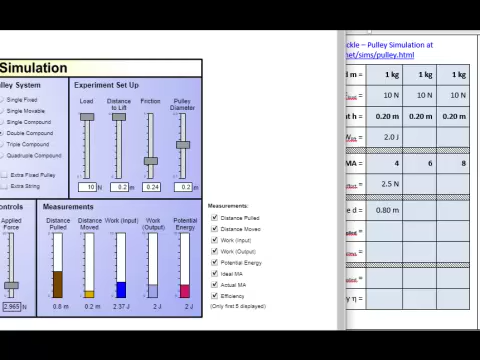 Simulation
lley System
Single Fixed
Single Movable
Single Compound
Double Compound
Triple Compound
Quadruple Compound
Extra Fixed Pulley
Extra String
Experiment Set Up
Load
Distance to Lift
Friction
Pulley Diameter
10 N
0.2 m
0.24
0.2 m
ntrols
Applied Force
2.965 N
Measurements
Distance Pulled
Distance Moved
Work (Input)
Work (Output)
Potential Energy
0.8 m
0.2 m
2.37 J
2 J
2 J
Measurements:
Distance Pulled
Distance Moved
Work (Input)
Work (Output)
Potential Energy
Ideal MA
Actual MA
Efficiency
(Only first 5 displayed)
ckle – Pulley Simulation at
net/sims/pulley.html
d m = 1 kg 1 kg 1 kg
10 N 10 N 10 N
nt h = 0.20 m 0.20 m 0.20 m
2.0 J
MA = 4 6 8
2.5 N
e d = 0.80 m
y η =